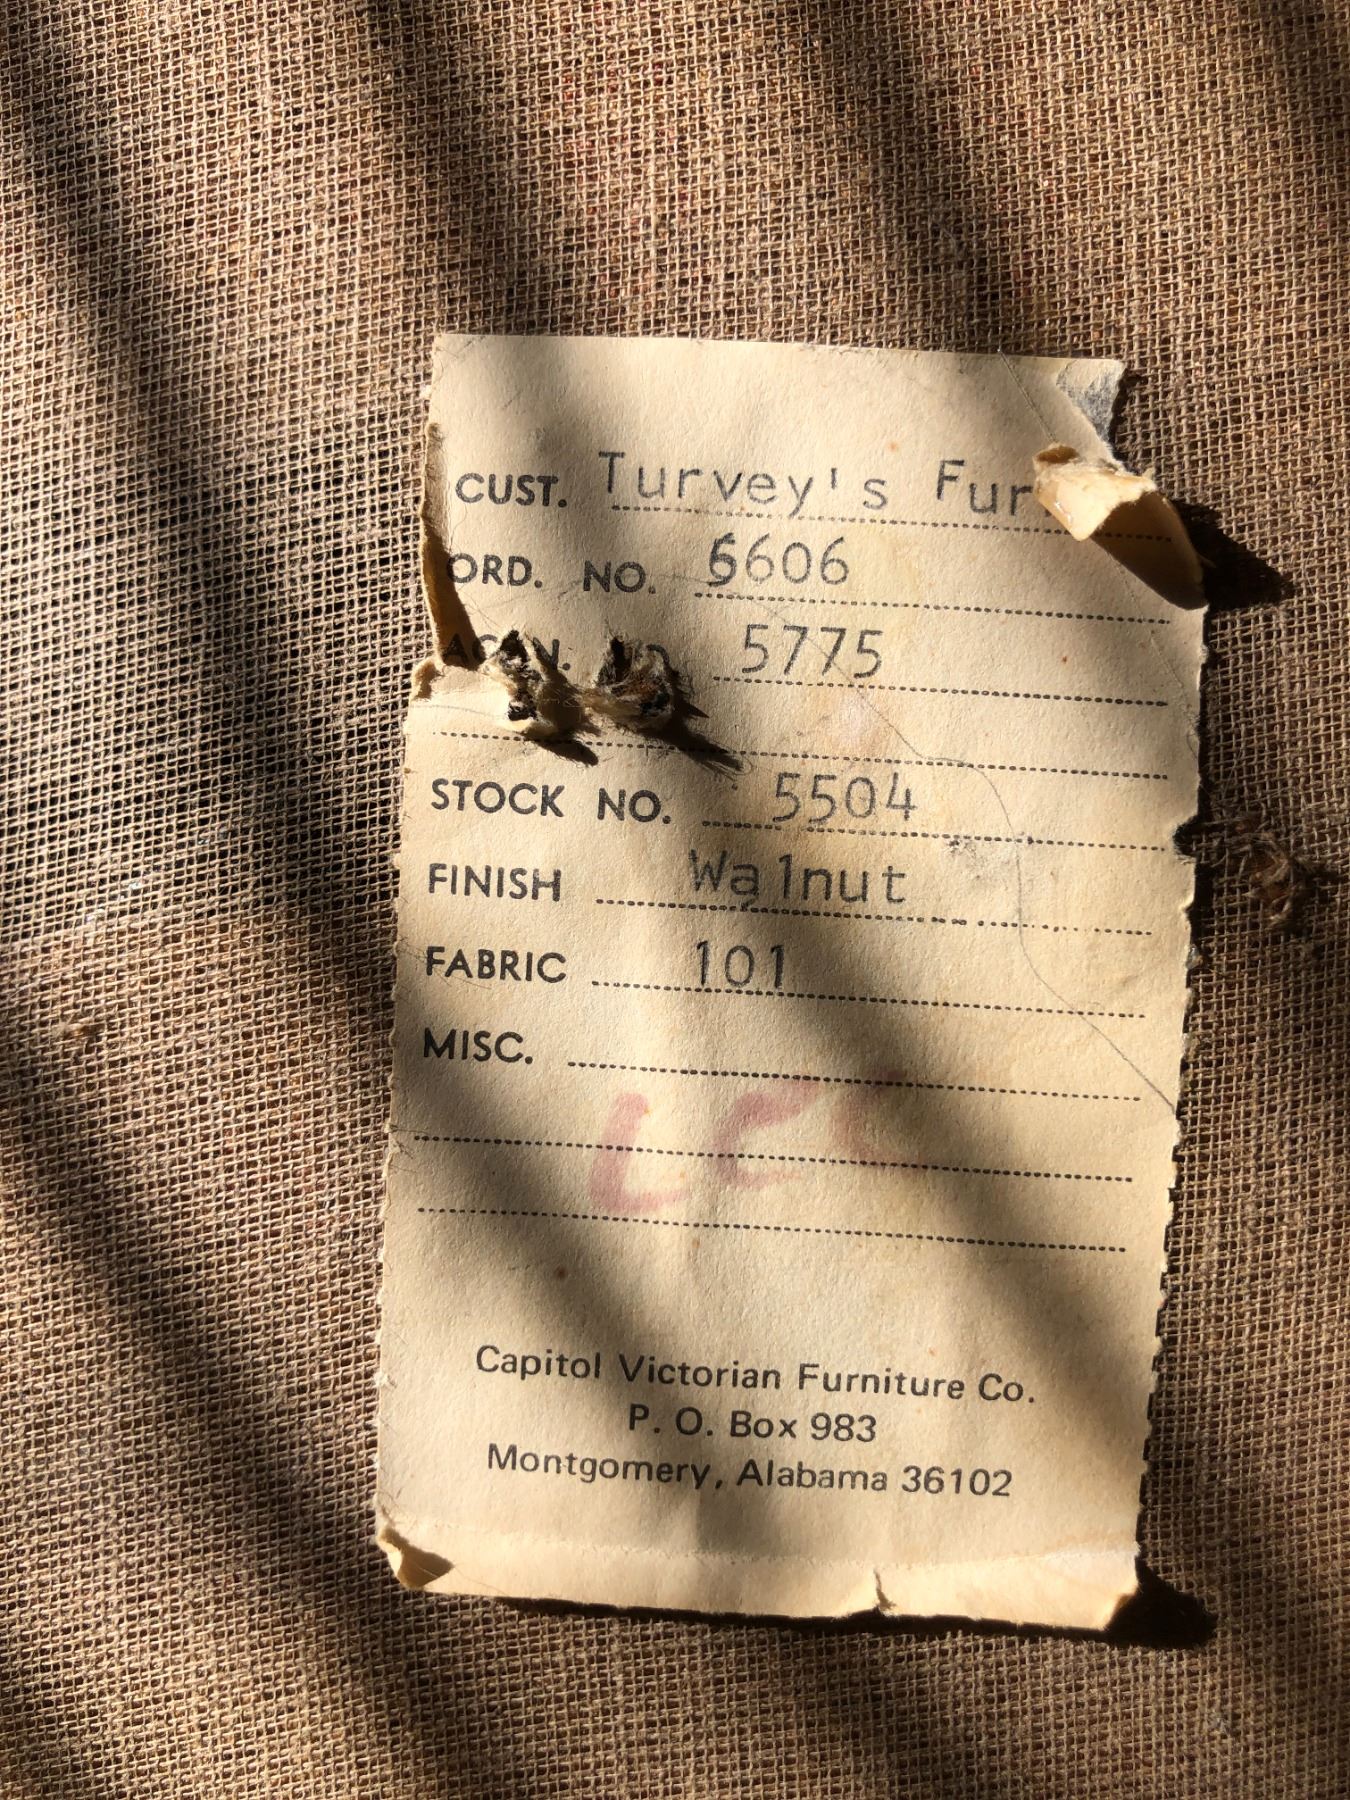 CUST. Turvey's Fur
ORD. NO. 6606
5775
STOCK NO. 5504
FINISH Walnut
FABRIC 101
MISC.
Capitol Victorian Furniture Co.
P. O. Box 983
Montgomery, Alabama 36102